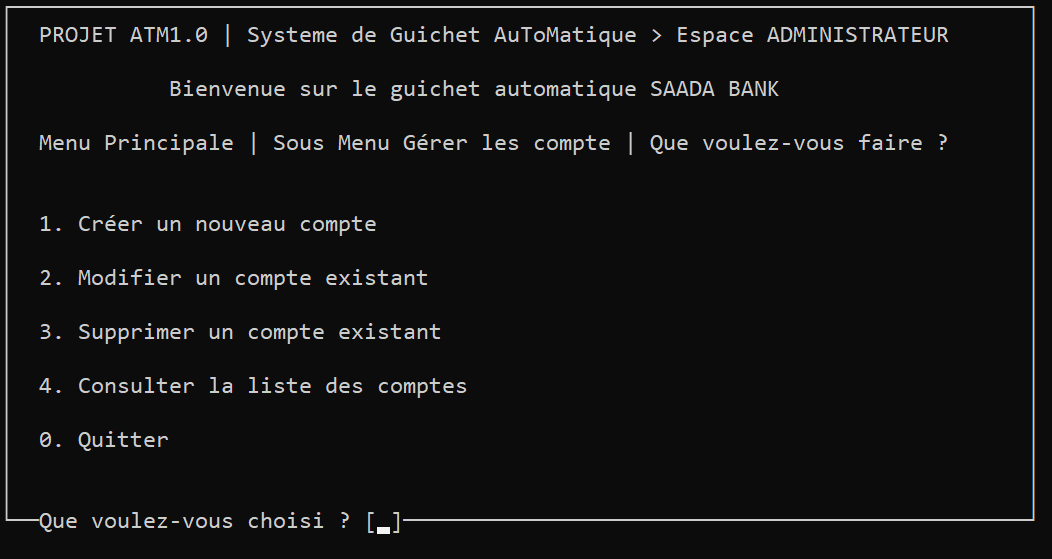 PROJET ATM1.0 | Systeme de Guichet AuToMatique > Espace ADMINISTRATEUR
Bienvenue sur le guichet automatique SAADA BANK
Menu Principale | Sous Menu Gérer les compte | Que voulez-vous faire ?
1. Créer un nouveau compte
2. Modifier un compte existant
3. Supprimer un compte existant
4. Consulter la liste des comptes
0. Quitter
Que voulez-vous choisi ? [_]